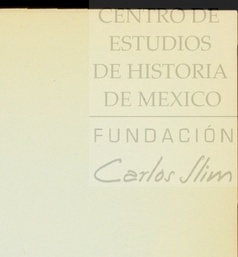 CENTRO DE
ESTUDIOS
DE HISTORIA
DE MEXICO
FUNDACIÓN
Carlos Slim